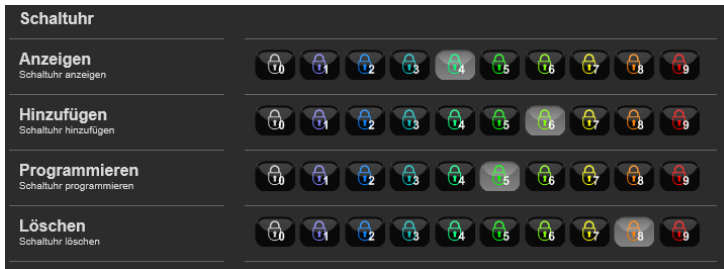 Schaltuhr
Anzeigen
Schaltuhr anzeigen
0 1 2 3 4 5 6 7 8 9
Hinzufügen
Schaltuhr hinzufügen
0 1 2 3 4 5 6 7 8 9
Programmieren
Schaltuhr programmieren
0 1 2 3 4 5 6 7 8 9
Löschen
Schaltuhr löschen
0 1 2 3 4 5 6 7 8 9